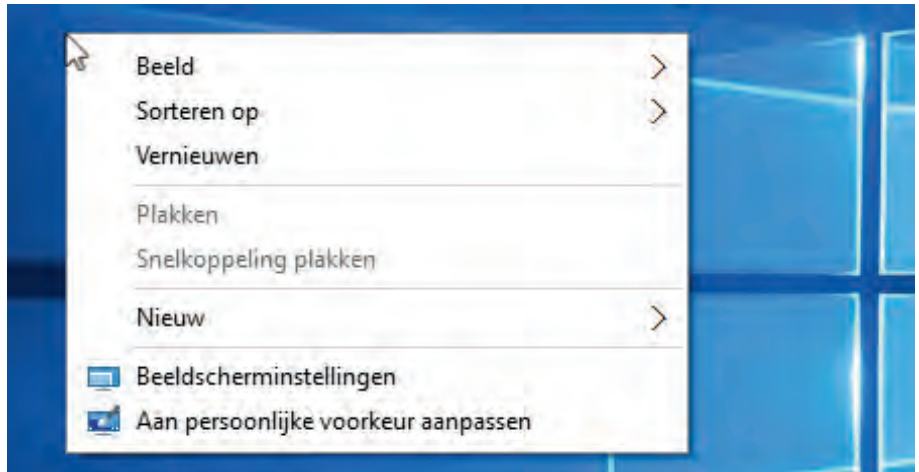 Beeld
Sorteren op
Vernieuwen
Plakken
Snelkoppeling plakken
Nieuw
Beeldscherminstellingen
Aan persoonlijke voorkeur aanpassen